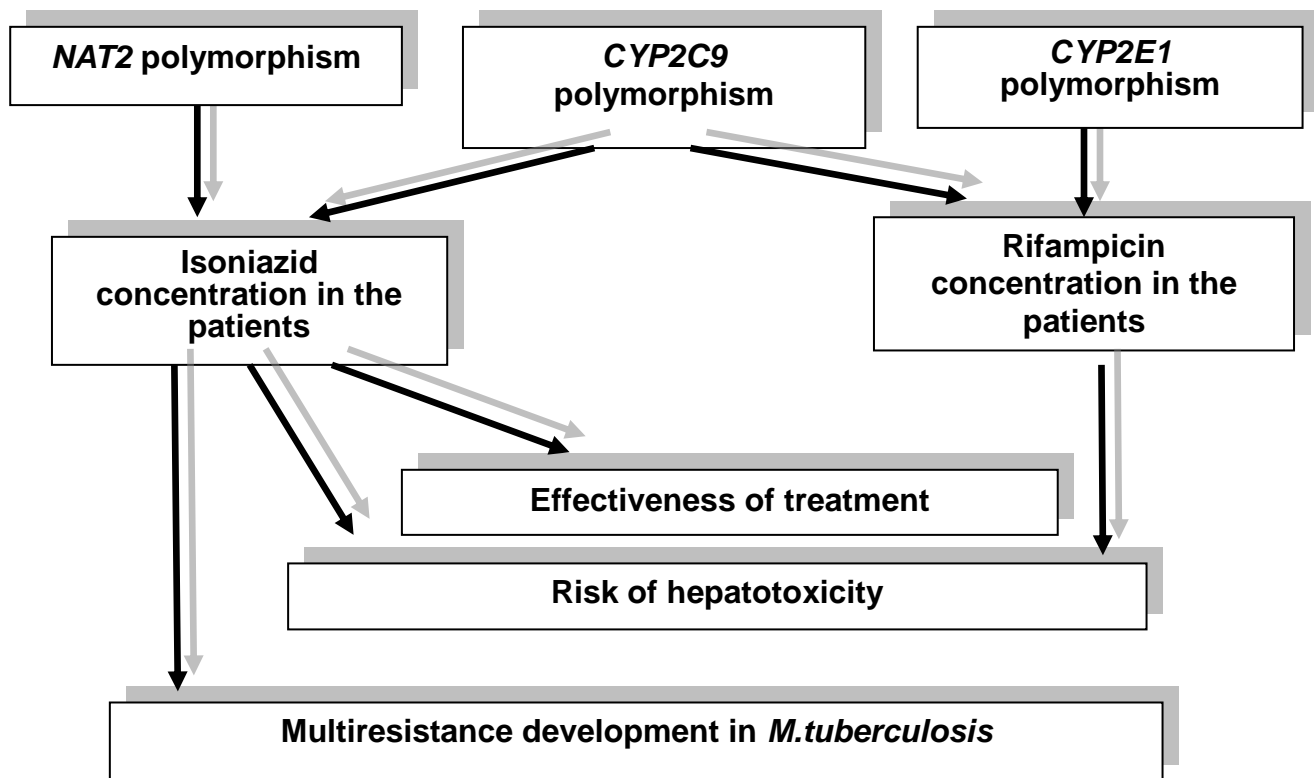 NAT2 polymorphism
CYP2C9
polymorphism
CYP2E1
polymorphism
Isoniazid
concentration in the
patients
Rifampicin
concentration in the
patients
Effectiveness of treatment
Risk of hepatotoxicity
Multiresistance development in M.tuberculosis